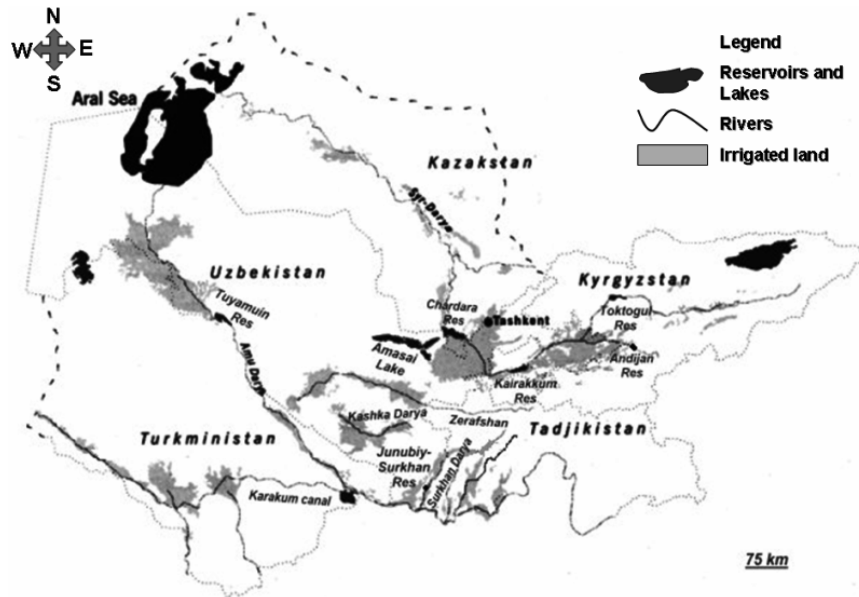 N
W E
S
Legend
Reservoirs and
Lakes
Rivers
Irrigated land
Aral Sea
Kazakstan
Syr-Darya
Uzbekistan
Kyrgyzstan
Tuyamuin
Res
Chardara
Res
Tashkent
Toktogul
Res
Amasai
Lake
Andijan
Res
Kairakkum
Res
Amu Darya
Kashka Darya
Zerafshan
Turkministan
Tadjikistan
Junubiy-
Surkhan
Res
Surkhan Darya
Karakum canal
75 km